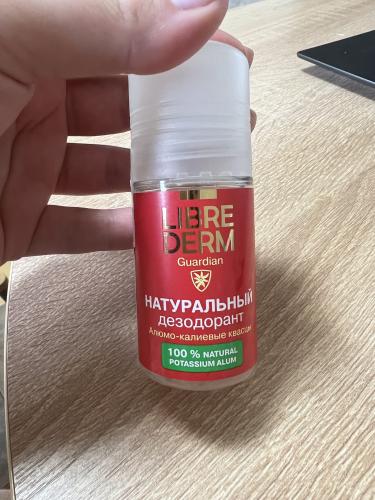 LIBRE
DERM
Guardian
НАТУРАЛЬНЫЙ
дезодорант
Алюмо-калиевые квасцы
100 % NATURAL
POTASSIUM ALUM